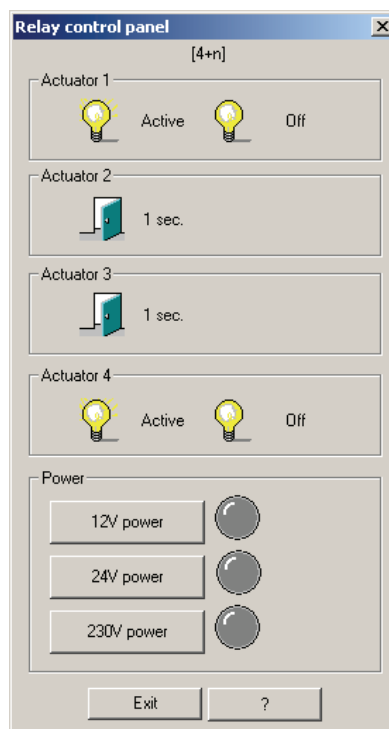 Relay control panel
[4+n]
Actuator 1
Active Off
Actuator 2
1 sec.
Actuator 3
1 sec.
Actuator 4
Active Off
Power
12V power
24V power
230V power
Exit ?